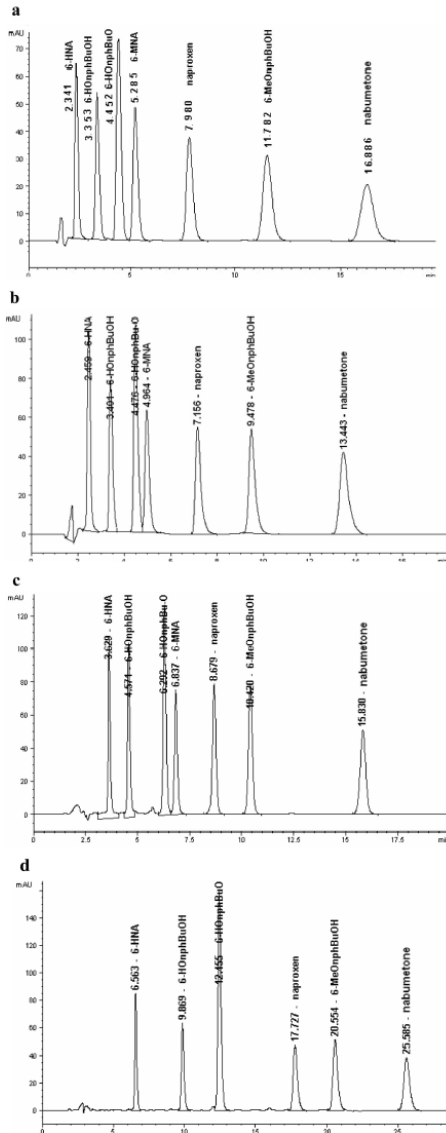 a
mAU
70
60
50
40
30
20
10
0
2.341 6-HNA
3.353 6-HOnphBuOH
4.452 6-HOnphBuO
5.285 6-MNA
7.980 naproxen
11.782 6-MeOnphBuOH
16.886 nabumetone
0 5 10 15 min
b
mAU
100
80
60
40
20
0
2.459 - 6-HNA
3.401 - 6-HOnphBuOH
4.476 - 6-HOnphBu-O
4.964 - 6-MNA
7.156 - naproxen
9.478 - 6-MeOnphBuOH
13.443 - nabumetone
c
mAU
120
100
80
60
40
20
0
3.629 - 6-HNA
4.571 - 6-HOnphBuOH
6.292 - 6-HOnphBu-O
6.837 - 6-MNA
8.679 - naproxen
10.420 - 6-MeOnphBuOH
15.830 - nabumetone
0 2.5 5 7.5 10 12.5 15 17.5
d
mAU
140
120
100
80
60
40
20
0
6.563 - 6-HNA
9.869 - 6-HOnphBuOH
12.455 6-HOnphBuO
17.727 - naproxen
20.554 - 6-MeOnphBuOH
25.585 - nabumetone